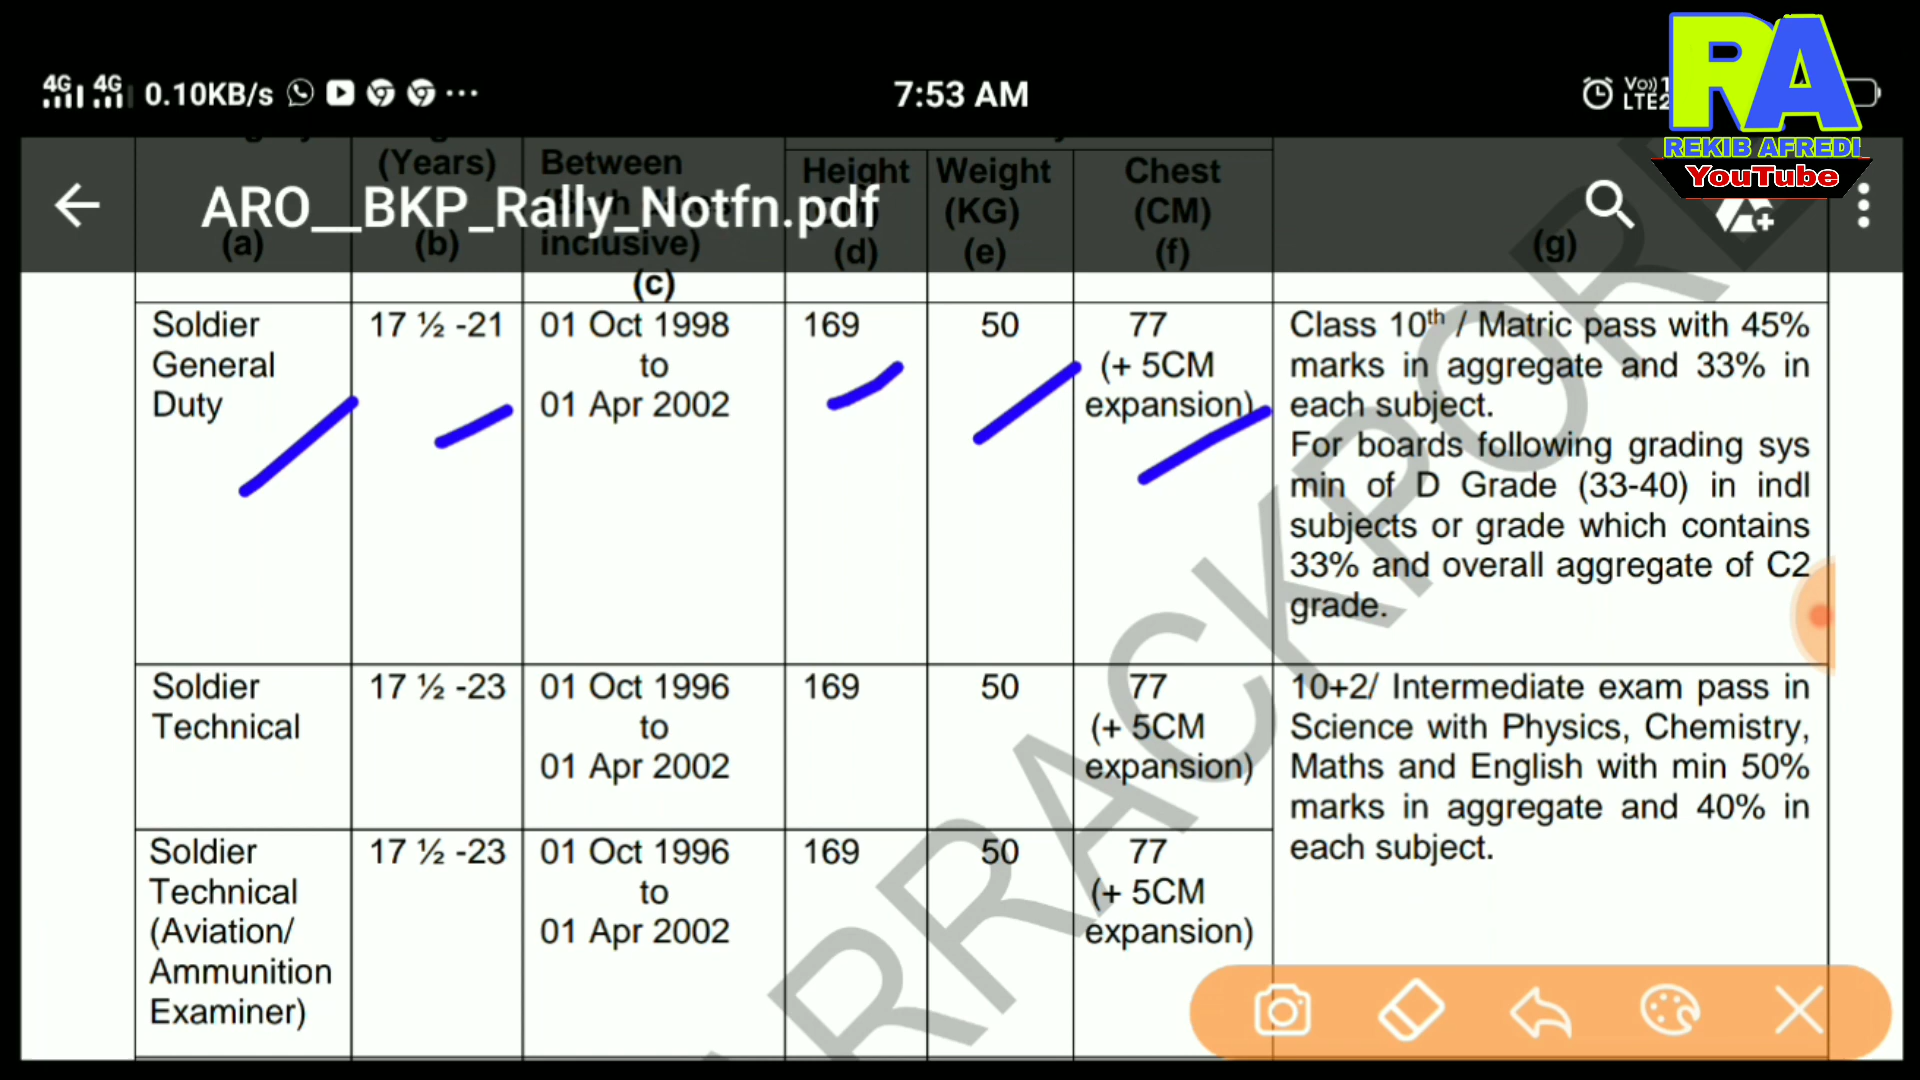 4G 4G 0.10KB/s
7:53 AM
Vo)) 1
LTE2
RA
REKIB AFREDI
YouTube
ARO__BKP_Rally_Notfn.pdf
(Years) Between Height Weight Chest
(KG) (CM)
(a) (b) inclusive) (d) (e) (f) (g)
(c)
Soldier 17 ½ -21 01 Oct 1998 169 50 77 Class 10th / Matric pass with 45%
General to (+ 5CM marks in aggregate and 33% in
Duty 01 Apr 2002 expansion) each subject.
For boards following grading sys
min of D Grade (33-40) in indl
subjects or grade which contains
33% and overall aggregate of C2
grade.
Soldier 17 ½ -23 01 Oct 1996 169 50 77 10+2/ Intermediate exam pass in
Technical to (+ 5CM Science with Physics, Chemistry,
01 Apr 2002 expansion) Maths and English with min 50%
marks in aggregate and 40% in
each subject.
Soldier 17 ½ -23 01 Oct 1996 169 50 77
Technical to (+ 5CM
(Aviation/ 01 Apr 2002 expansion)
Ammunition
Examiner)
RRACKPORE